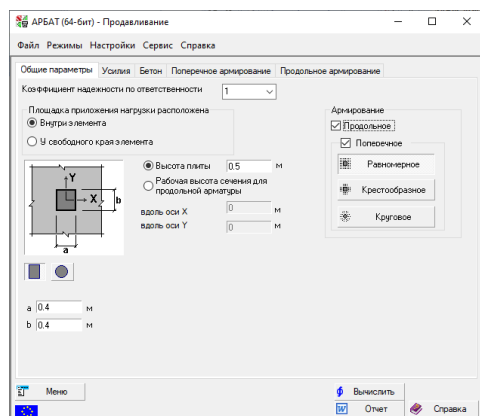 АРБАТ (64-бит) - Продавливание
Файл Режимы Настройки Сервис Справка
Общие параметры Усилия Бетон Поперечное армирование Продольное армирование
Коэффициент надежности по ответственности 1
Площадка приложения нагрузки расположена
Внутри элемента
У свободного края элемента
Армирование
Продольное
Поперечное
Равномерное
Крестообразное
Круговое
Y
X
b
a
Высота плиты 0.5 м
Рабочая высота сечения для
продольной арматуры
вдоль оси X 0 м
вдоль оси Y 0 м
a 0.4 м
b 0.4 м
Меню
Вычислить
Отчет
Справка